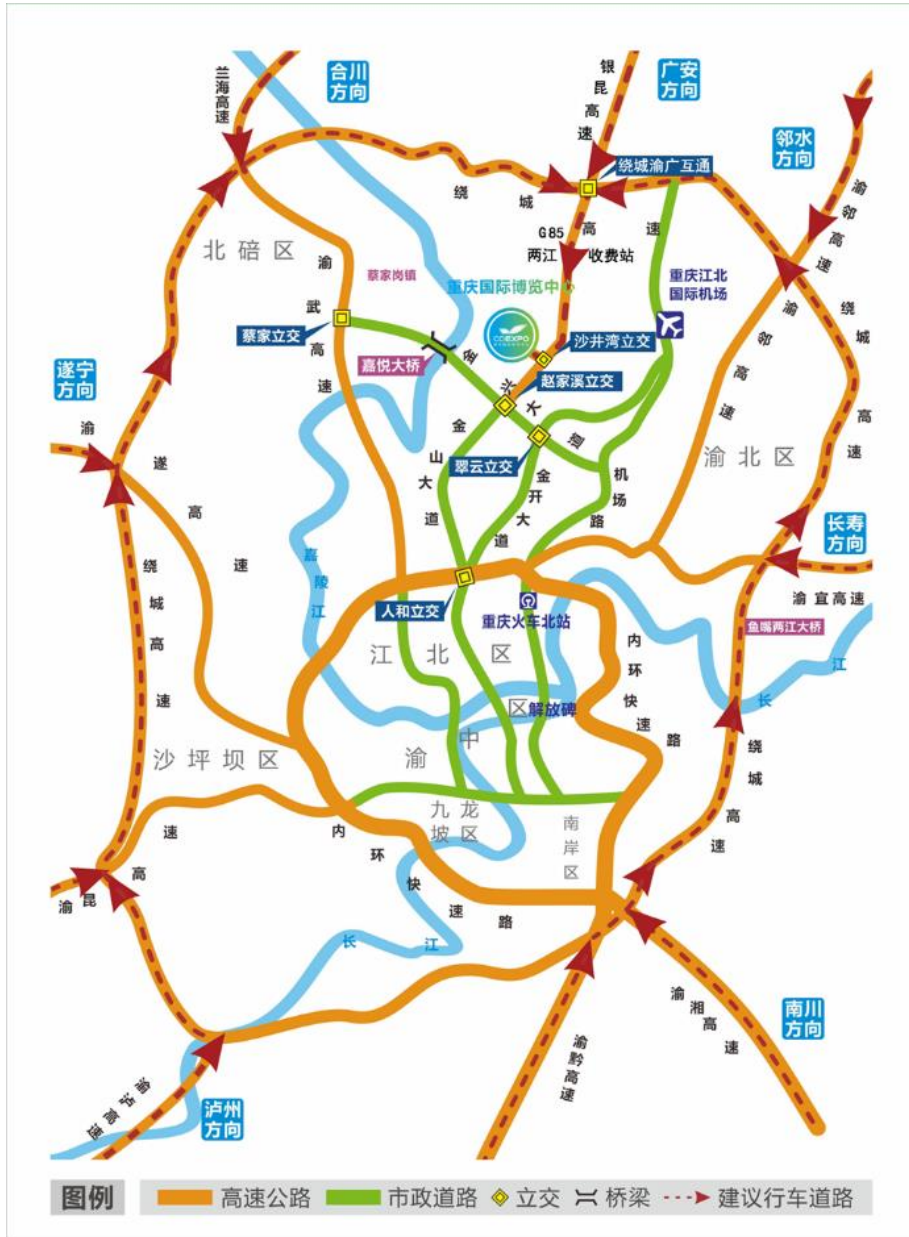 合川
方向
广安
方向
邻水
方向
兰海高速
银昆高速
绕城渝广互通
绕城高速
渝邻高速
G85
两江 收费站
北碚区
蔡家岗镇
重庆国际博览中心
重庆江北
国际机场
渝武高速
蔡家立交
嘉悦大桥
COEXPO
沙井湾立交
赵家溪立交
金兴大道
绕城高速
渝邻高速
遂宁
方向
渝遂高速
金山大道
翠云立交
金开大道
机场路
渝北区
长寿
方向
绕城高速
嘉陵江
人和立交
重庆火车北站
渝宜高速
鱼嘴两江大桥
江北区
内环快速路
长江
渝中区
解放碑
沙坪坝区
绕城高速
九龙
坡区
南岸区
内环快速路
渝昆高速
长江
渝湘高速
南川
方向
渝黔高速
渝泸高速
泸州
方向
图例
高速公路
市政道路
立交
桥梁
建议行车道路